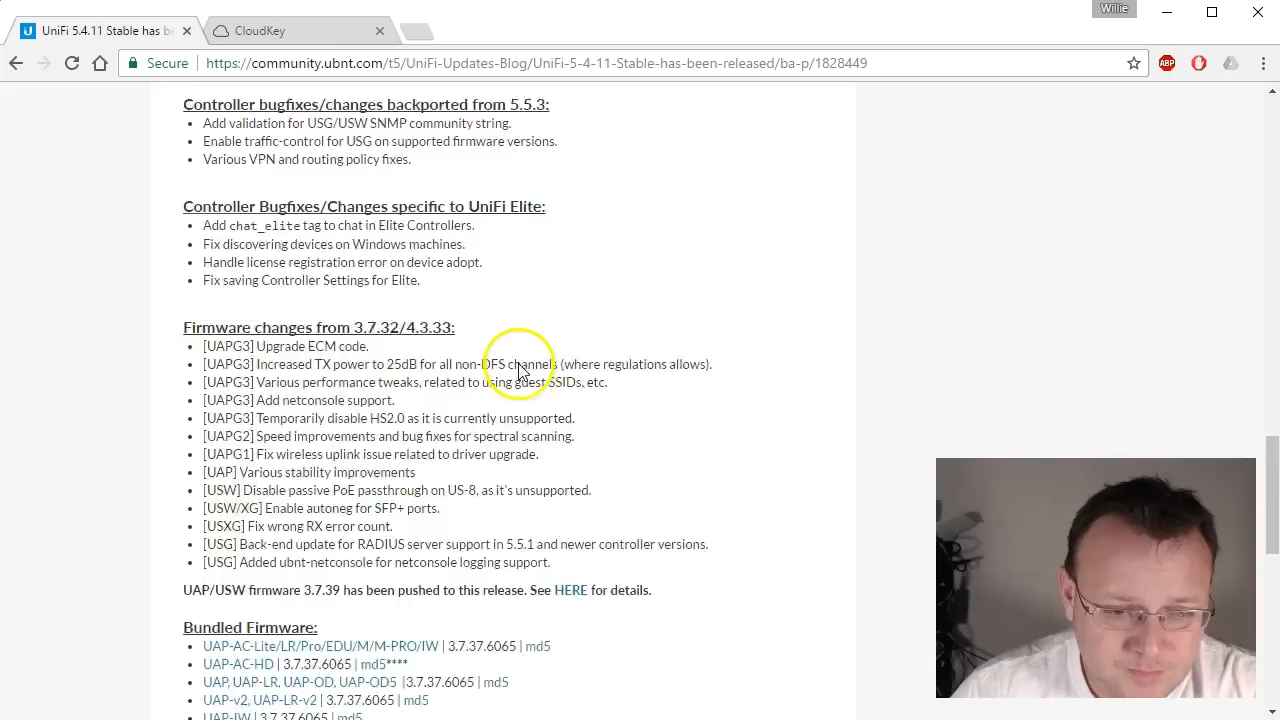 Willie
UniFi 5.4.11 Stable has be
CloudKey
Secure
https://community.ubnt.com/t5/UniFi-Updates-Blog/UniFi-5-4-11-Stable-has-been-released/ba-p/1828449
ABP
Controller bugfixes/changes backported from 5.5.3:
Add validation for USG/USW SNMP community string.
Enable traffic-control for USG on supported firmware versions.
Various VPN and routing policy fixes.
Controller Bugfixes/Changes specific to UniFi Elite:
Add chat_elite tag to chat in Elite Controllers.
Fix discovering devices on Windows machines.
Handle license registration error on device adopt.
Fix saving Controller Settings for Elite.
Firmware changes from 3.7.32/4.3.33:
[UAPG3] Upgrade ECM code.
[UAPG3] Increased TX power to 25dB for all non-DFS channels (where regulations allows).
[UAPG3] Various performance tweaks, related to using guest SSIDs, etc.
[UAPG3] Add netconsole support.
[UAPG3] Temporarily disable HS2.0 as it is currently unsupported.
[UAPG2] Speed improvements and bug fixes for spectral scanning.
[UAPG1] Fix wireless uplink issue related to driver upgrade.
[UAP] Various stability improvements
[USW] Disable passive PoE passthrough on US-8, as it's unsupported.
[USW/XG] Enable autoneg for SFP+ ports.
[USXG] Fix wrong RX error count.
[USG] Back-end update for RADIUS server support in 5.5.1 and newer controller versions.
[USG] Added ubnt-netconsole for netconsole logging support.
UAP/USW firmware 3.7.39 has been pushed to this release. See HERE for details.
Bundled Firmware:
UAP-AC-Lite/LR/Pro/EDU/M/M-PRO/IW | 3.7.37.6065 | md5
UAP-AC-HD | 3.7.37.6065 | md5****
UAP, UAP-LR, UAP-OD, UAP-OD5 |3.7.37.6065 | md5
UAP-v2, UAP-LR-v2 | 3.7.37.6065 | md5
UAP-IW | 3.7.37.6065 | md5